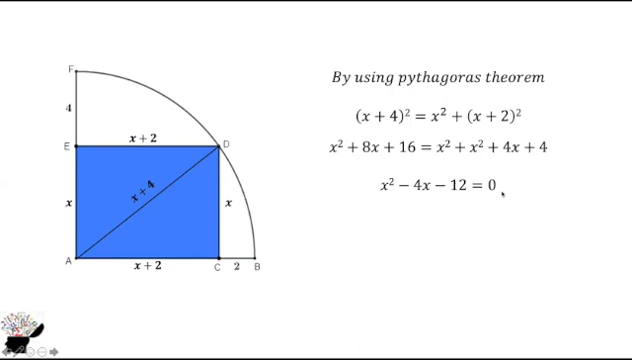 By using pythagoras theorem
(x + 4)² = x² + (x + 2)²
x² + 8x + 16 = x² + x² + 4x + 4
x² − 4x − 12 = 0
F
4
E
x + 2
D
x
x + 4
x
A
x + 2
C
2
B